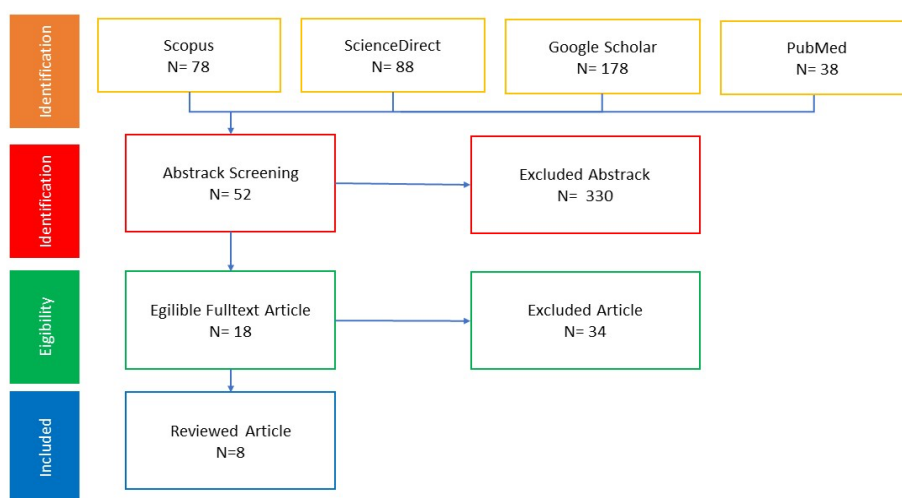 Identification
Scopus
N= 78
ScienceDirect
N= 88
Google Scholar
N= 178
PubMed
N= 38
Identification
Abstrack Screening
N= 52
Excluded Abstrack
N= 330
Eigibility
Egilible Fulltext Article
N= 18
Excluded Article
N= 34
Included
Reviewed Article
N=8